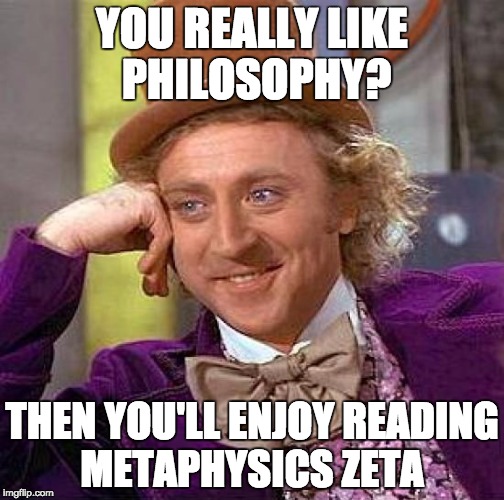 YOU REALLY LIKE
PHILOSOPHY?
THEN YOU'LL ENJOY READING
METAPHYSICS ZETA
imgflip.com